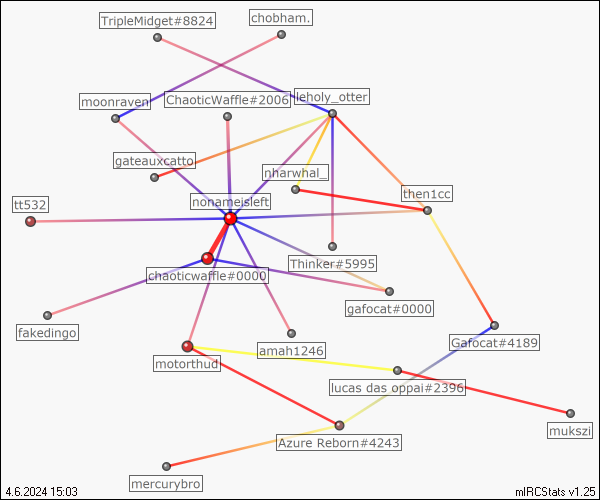 TripleMidget#8824
chobham.
moonraven
ChaoticWaffle#2006
leholy_otter
gateauxcatto
nharwhal_
then1cc
tt532
nonameisleft
Thinker#5995
chaoticwaffle#0000
gafocat#0000
fakedingo
amah1246
Gafocat#4189
motorthud
lucas das oppai#2396
mukszi
Azure Reborn#4243
mercurybro
4.6.2024 15:03
mIRCStats v1.25